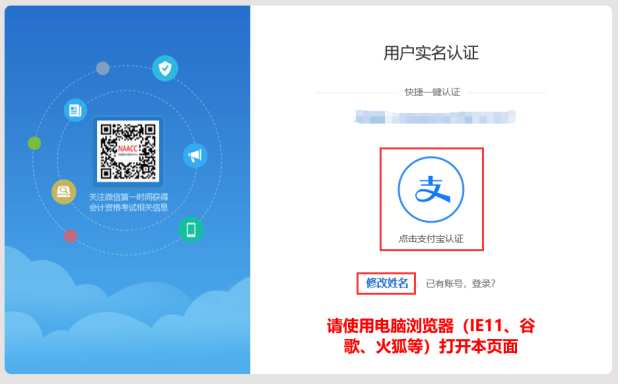 用户实名认证
快捷一键认证
NAACC
关注微信第一时间获得
会计资格考试相关信息
支
点击支付宝认证
修改姓名 已有账号，登录?
请使用电脑浏览器（IE11、谷
歌、火狐等）打开本页面